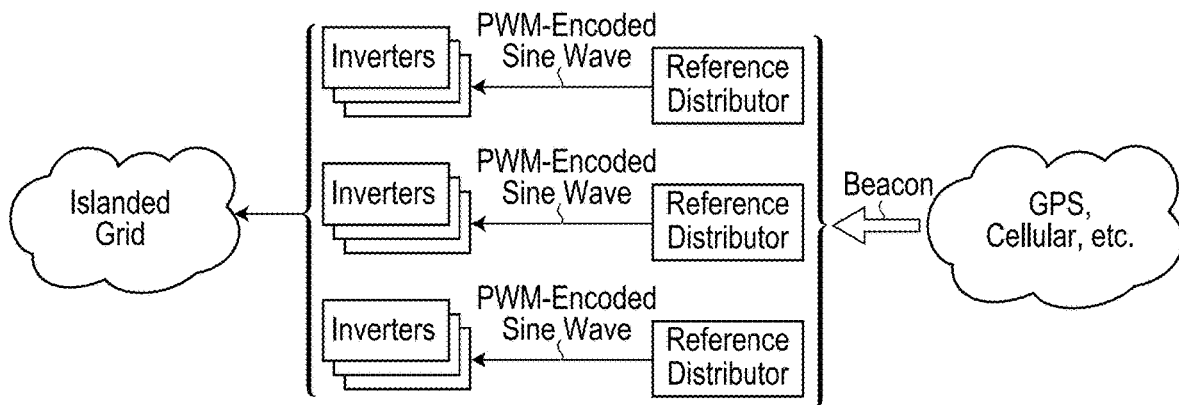 PWM-Encoded
Sine Wave
Inverters
Reference
Distributor
PWM-Encoded
Sine Wave
Inverters
Reference
Distributor
Islanded
Grid
Beacon
GPS,
Cellular, etc.
PWM-Encoded
Sine Wave
Inverters
Reference
Distributor